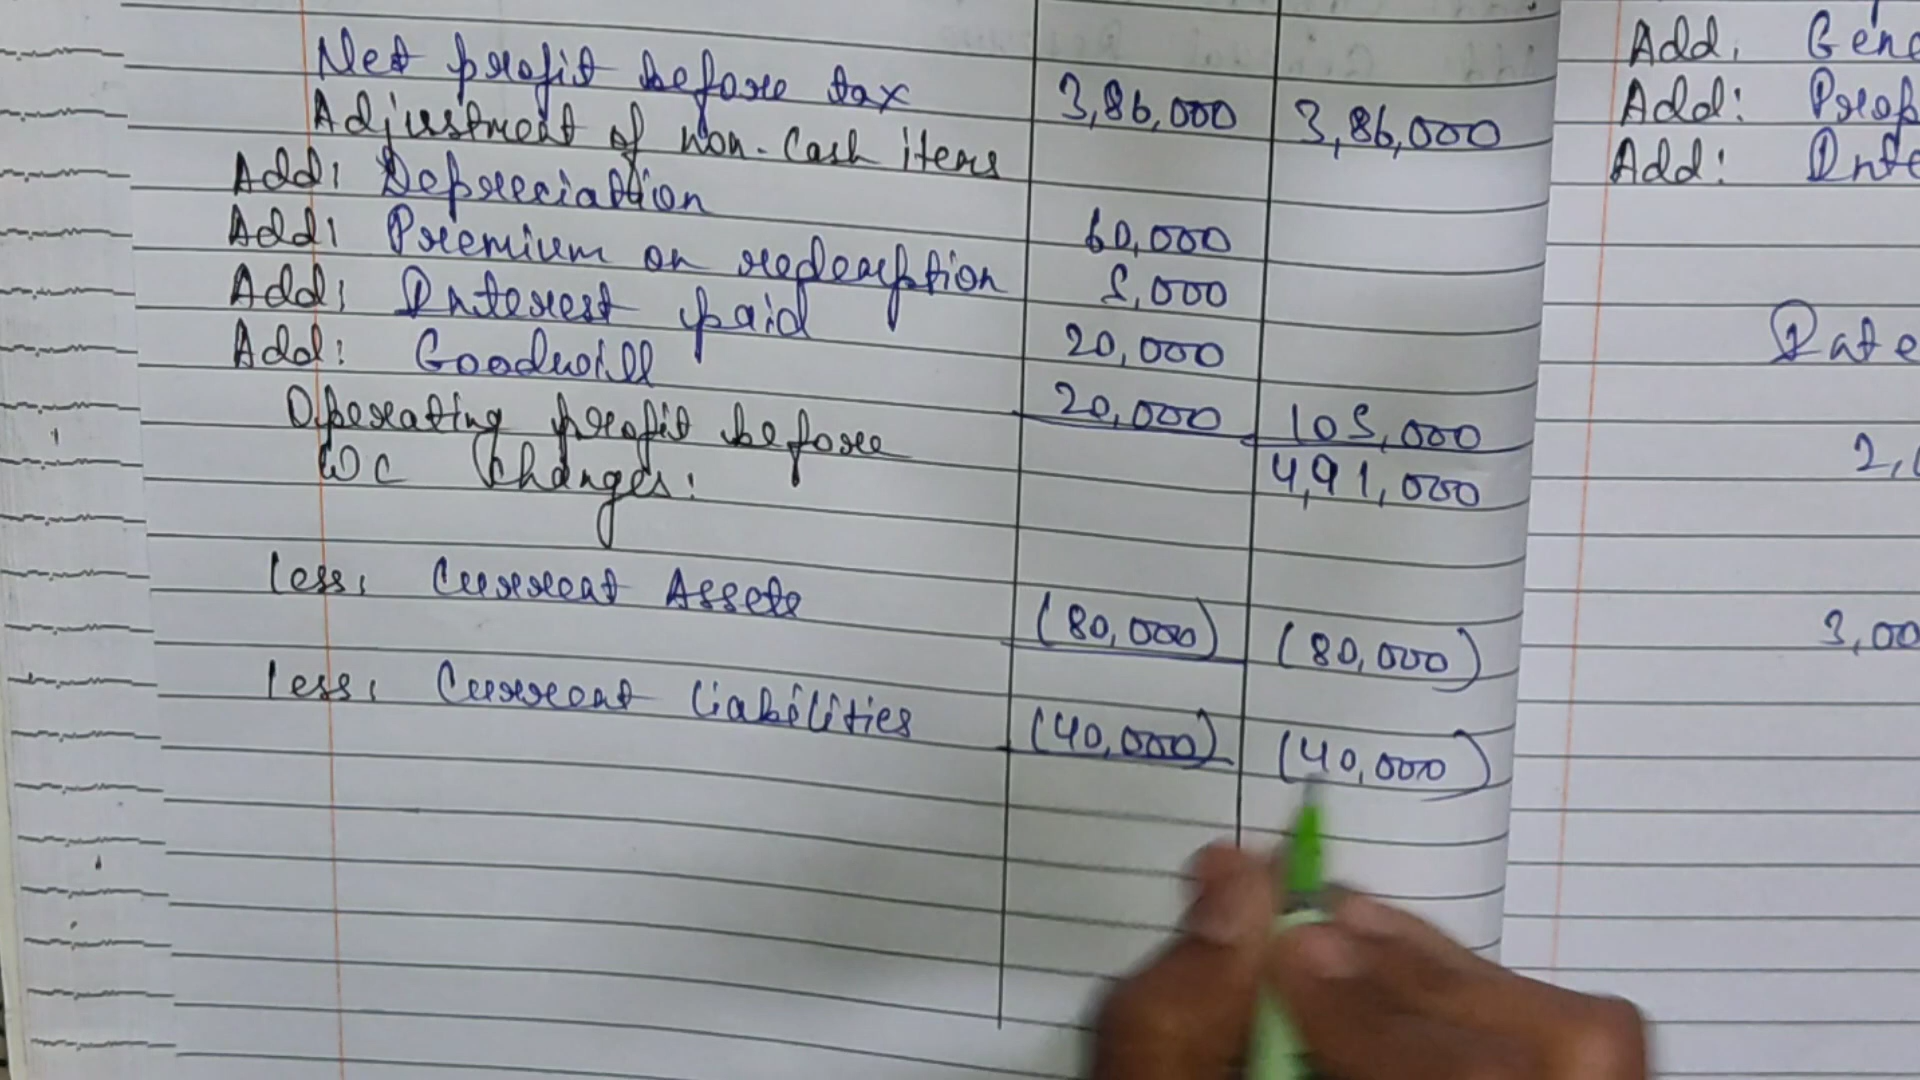 Net profit before tax 3,86,000 3,86,000
Adjustment of non-cash items
Add: Depreciation 60,000
Add: Premium on redemption 5,000
Add: Interest paid 20,000
Add: Goodwill 20,000 105,000
Operating profit before 4,91,000
WC Changes:
Less: Current Assets (80,000) (80,000)
Less: Current liabilities (40,000) (40,000)
Add:
Add:
Add: